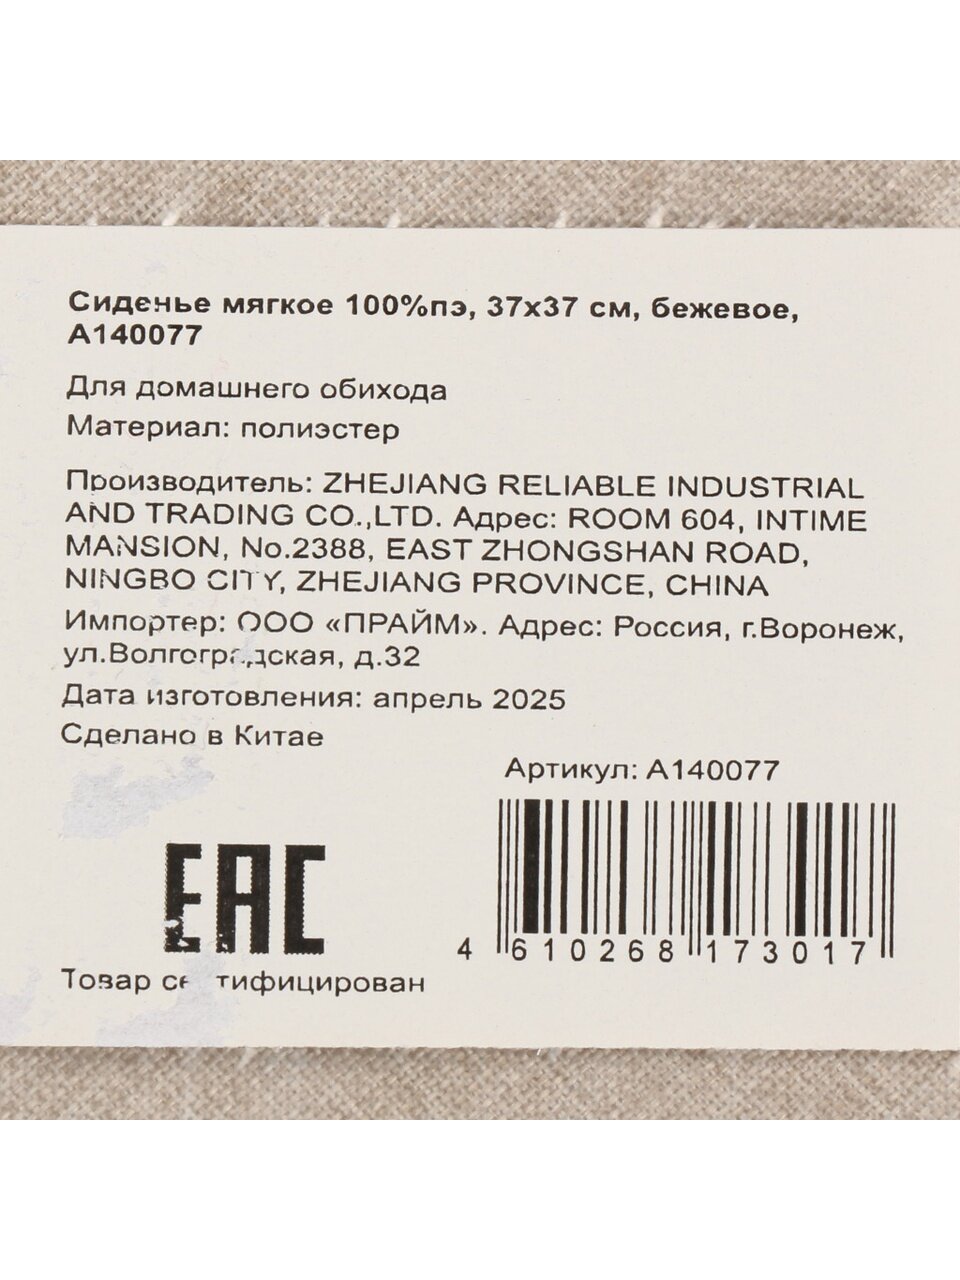 Сиденье мягкое 100%пэ, 37х37 см, бежевое,
А140077
Для домашнего обихода
Материал: полиэстер
Производитель: ZHEJIANG RELIABLE INDUSTRIAL
AND TRADING CO.,LTD. Адрес: ROOM 604, INTIME
MANSION, No.2388, EAST ZHONGSHAN ROAD,
NINGBO CITY, ZHEJIANG PROVINCE, CHINA
Импортер: ООО «ПРАЙМ». Адрес: Россия, г.Воронеж,
ул.Волгоградская, д.32
Дата изготовления: апрель 2025
Сделано в Китае
Артикул: А140077
4 610268 173017
EAC
Товар сертифицирован